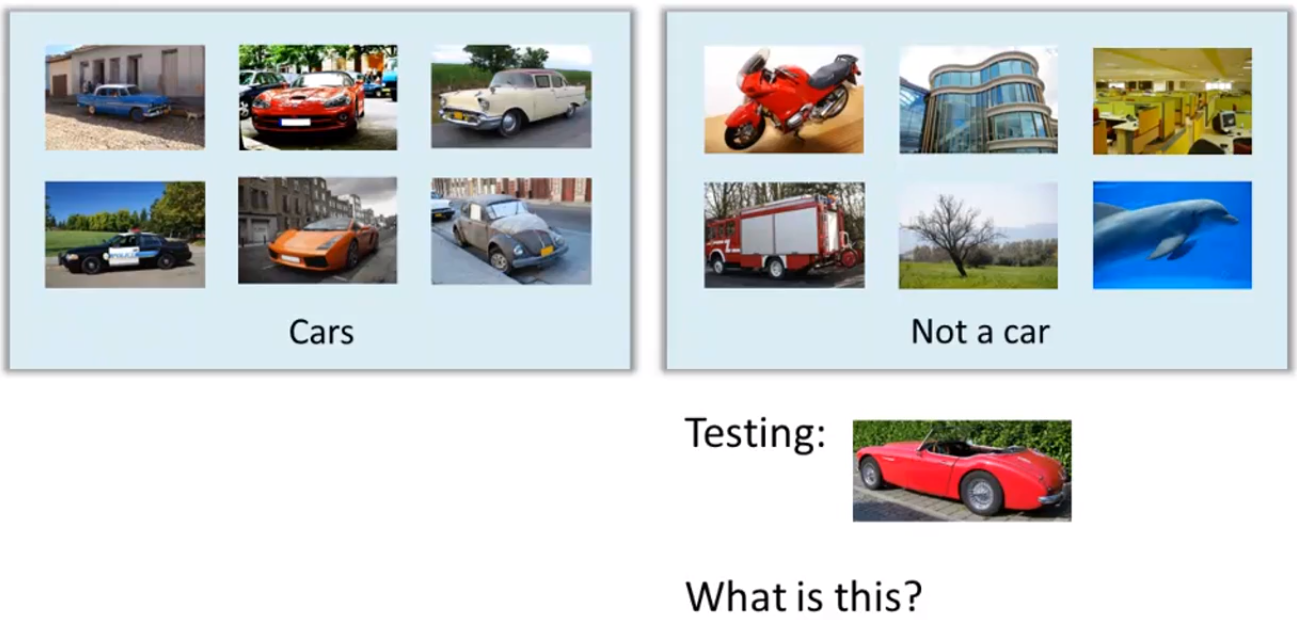 Cars
Not a car
Testing:
What is this?